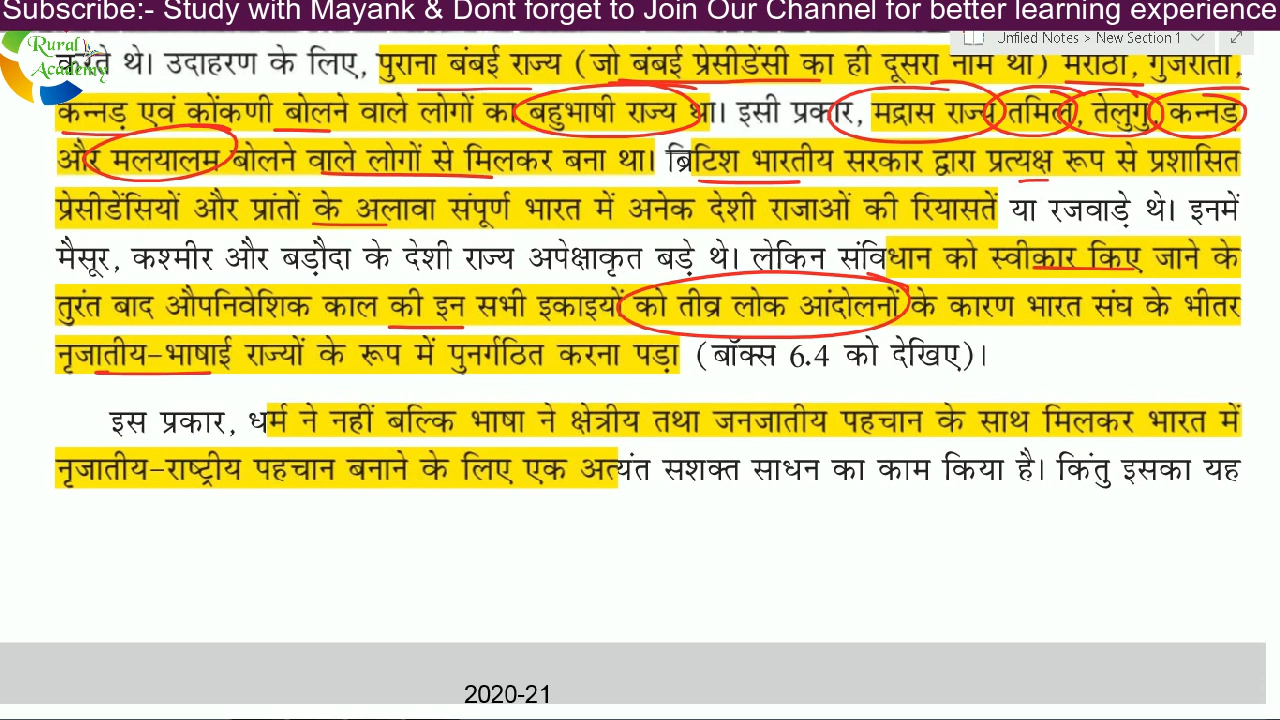 Subscribe:- Study with Mayank & Dont forget to Join Our Channel for better learning experience
Rural
Academy
Unfiled Notes > New Section 1
करते थे। उदाहरण के लिए, पुराना बंबई राज्य (जो बंबई प्रेसीडेंसी का ही दूसरा नाम था) मराठी, गुजराती,
कन्नड़ एवं कोंकणी बोलने वाले लोगों का बहुभाषी राज्य था। इसी प्रकार, मद्रास राज्य तमिल, तेलुगु, कन्नड़
और मलयालम बोलने वाले लोगों से मिलकर बना था। ब्रिटिश भारतीय सरकार द्वारा प्रत्यक्ष रूप से प्रशासित
प्रेसीडेंसियों और प्रांतों के अलावा संपूर्ण भारत में अनेक देशी राजाओं की रियासतें या रजवाड़े थे। इनमें
मैसूर, कश्मीर और बड़ौदा के देशी राज्य अपेक्षाकृत बड़े थे। लेकिन संविधान को स्वीकार किए जाने के
तुरंत बाद औपनिवेशिक काल की इन सभी इकाइयों को तीव्र लोक आंदोलनों के कारण भारत संघ के भीतर
नृजातीय-भाषाई राज्यों के रूप में पुनर्गठित करना पड़ा (बॉक्स 6.4 को देखिए)।
इस प्रकार, धर्म ने नहीं बल्कि भाषा ने क्षेत्रीय तथा जनजातीय पहचान के साथ मिलकर भारत में
नृजातीय-राष्ट्रीय पहचान बनाने के लिए एक अत्यंत सशक्त साधन का काम किया है। किंतु इसका यह
2020-21